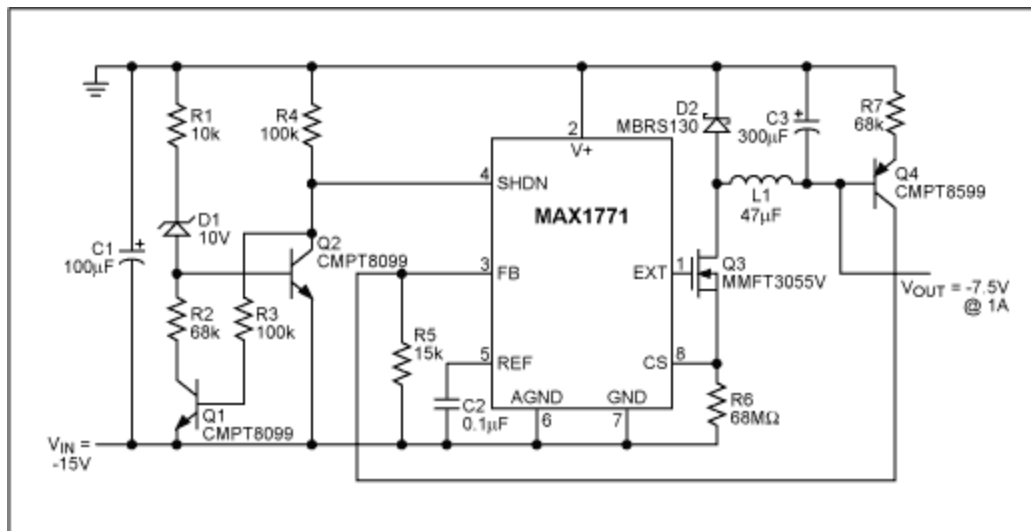 R1
10k
R4
100k
D2
MBRS130
C3
300µF
R7
68k
2
V+
4
SHDN
Q4
CMPT8599
MAX1771
L1
47µF
D1
10V
C1
100µF
Q2
CMPT8099
3
FB
EXT
1
Q3
MMFT3055V
VOUT = -7.5V
@ 1A
R2
68k
R3
100k
R5
15k
5
REF
CS
8
C2
0.1µF
AGND
GND
6
7
R6
68MΩ
Q1
CMPT8099
VIN =
-15V